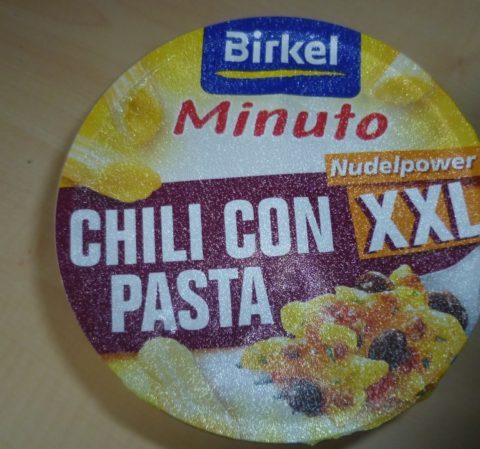 Birkel
Minuto
Nudelpower
XXL
CHILI CON
PASTA